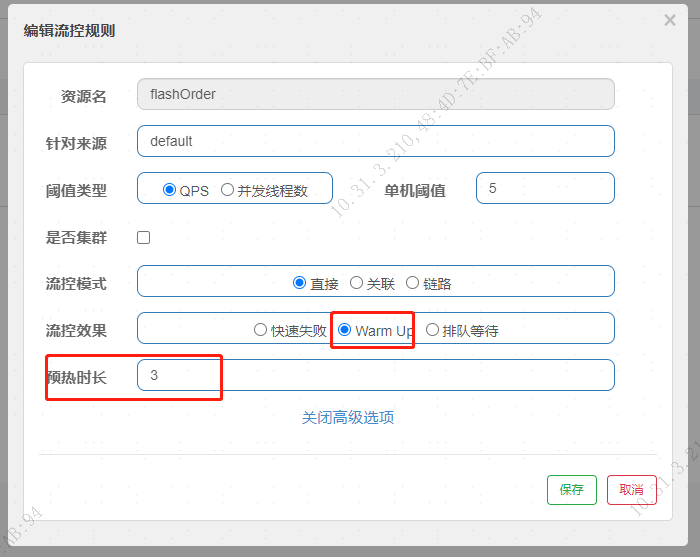 编辑流控规则
×
资源名 flashOrder
针对来源 default
阈值类型 QPS 并发线程数 单机阈值 5
是否集群
流控模式 直接 关联 链路
流控效果 快速失败 Warm Up 排队等待
预热时长 3
关闭高级选项
保存 取消
10.31.3.210,48:4D:7E:BF:AB:94
10.31.3.21
AB:94